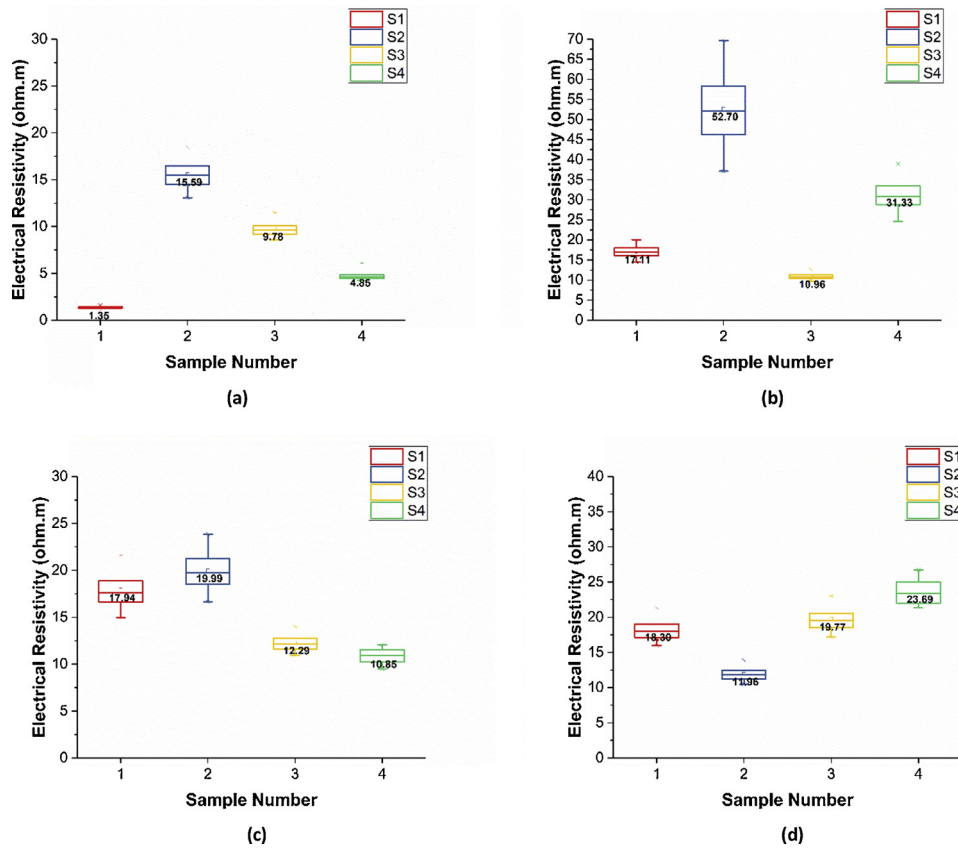 S1
S2
S3
S4
30
25
20
15
10
5
0
Electrical Resistivity (ohm.m)
15.59
9.78
4.85
1.35
1 2 3 4
Sample Number
(a)
S1
S2
S3
S4
70
65
60
55
50
45
40
35
30
25
20
15
10
5
0
Electrical Resistivity (ohm.m)
52.70
31.33
17.11
10.96
1 2 3 4
Sample Number
(b)
S1
S2
S3
S4
30
25
20
15
10
5
0
Electrical Resistivity (ohm.m)
19.99
17.94
12.29
10.85
1 2 3 4
Sample Number
(c)
S1
S2
S3
S4
40
35
30
25
20
15
10
5
0
Electrical Resistivity (ohm.m)
23.69
19.77
18.30
11.96
1 2 3 4
Sample Number
(d)